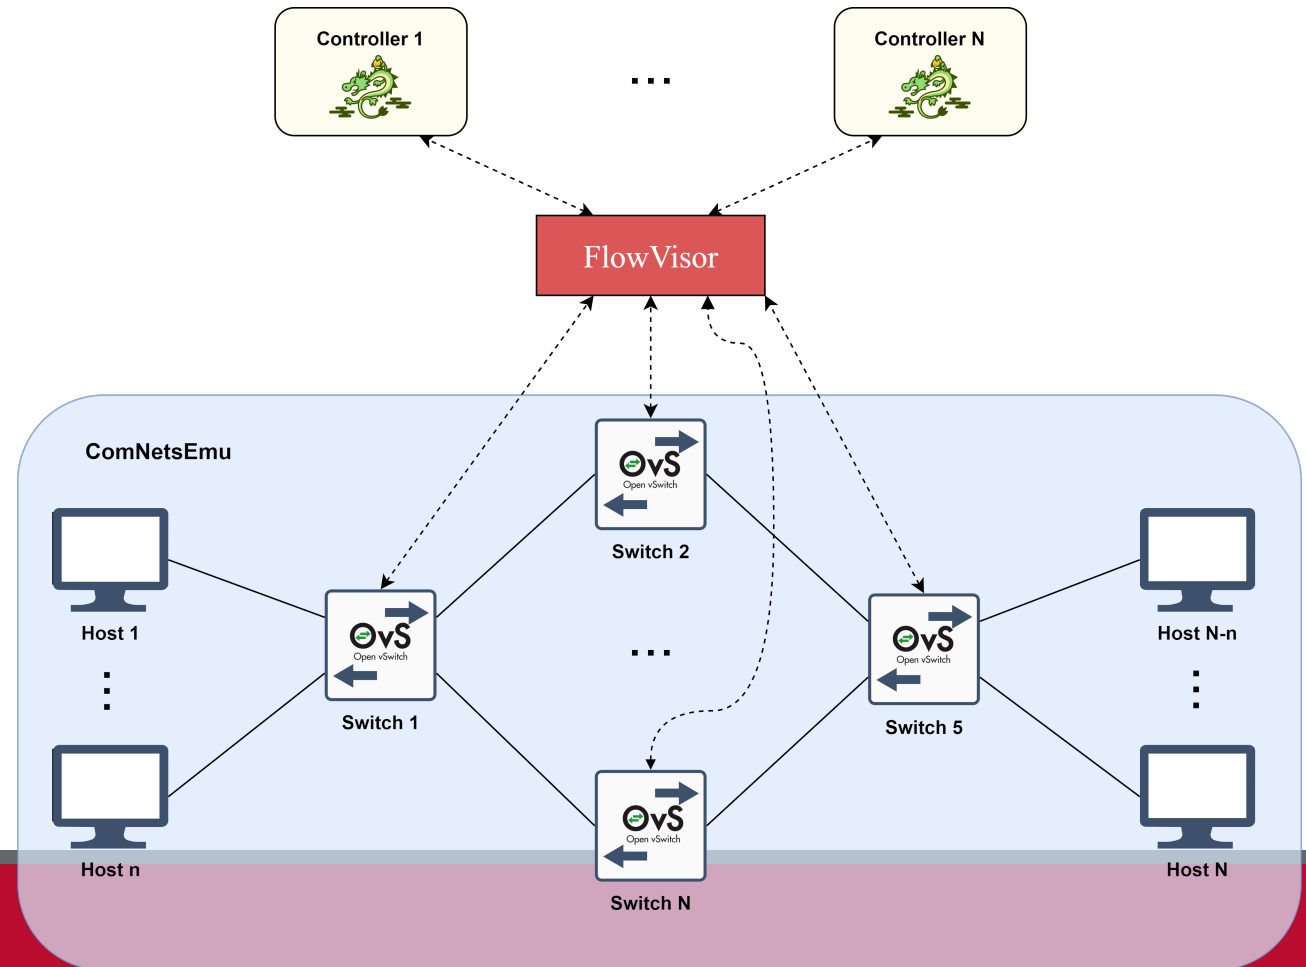 Controller 1
...
Controller N
FlowVisor
ComNetsEmu
OvS
Open vSwitch
Switch 2
Host 1
OvS
Open vSwitch
Switch 1
...
OvS
Open vSwitch
Switch 5
Host N-n
...
...
Host n
OvS
Open vSwitch
Switch N
Host N